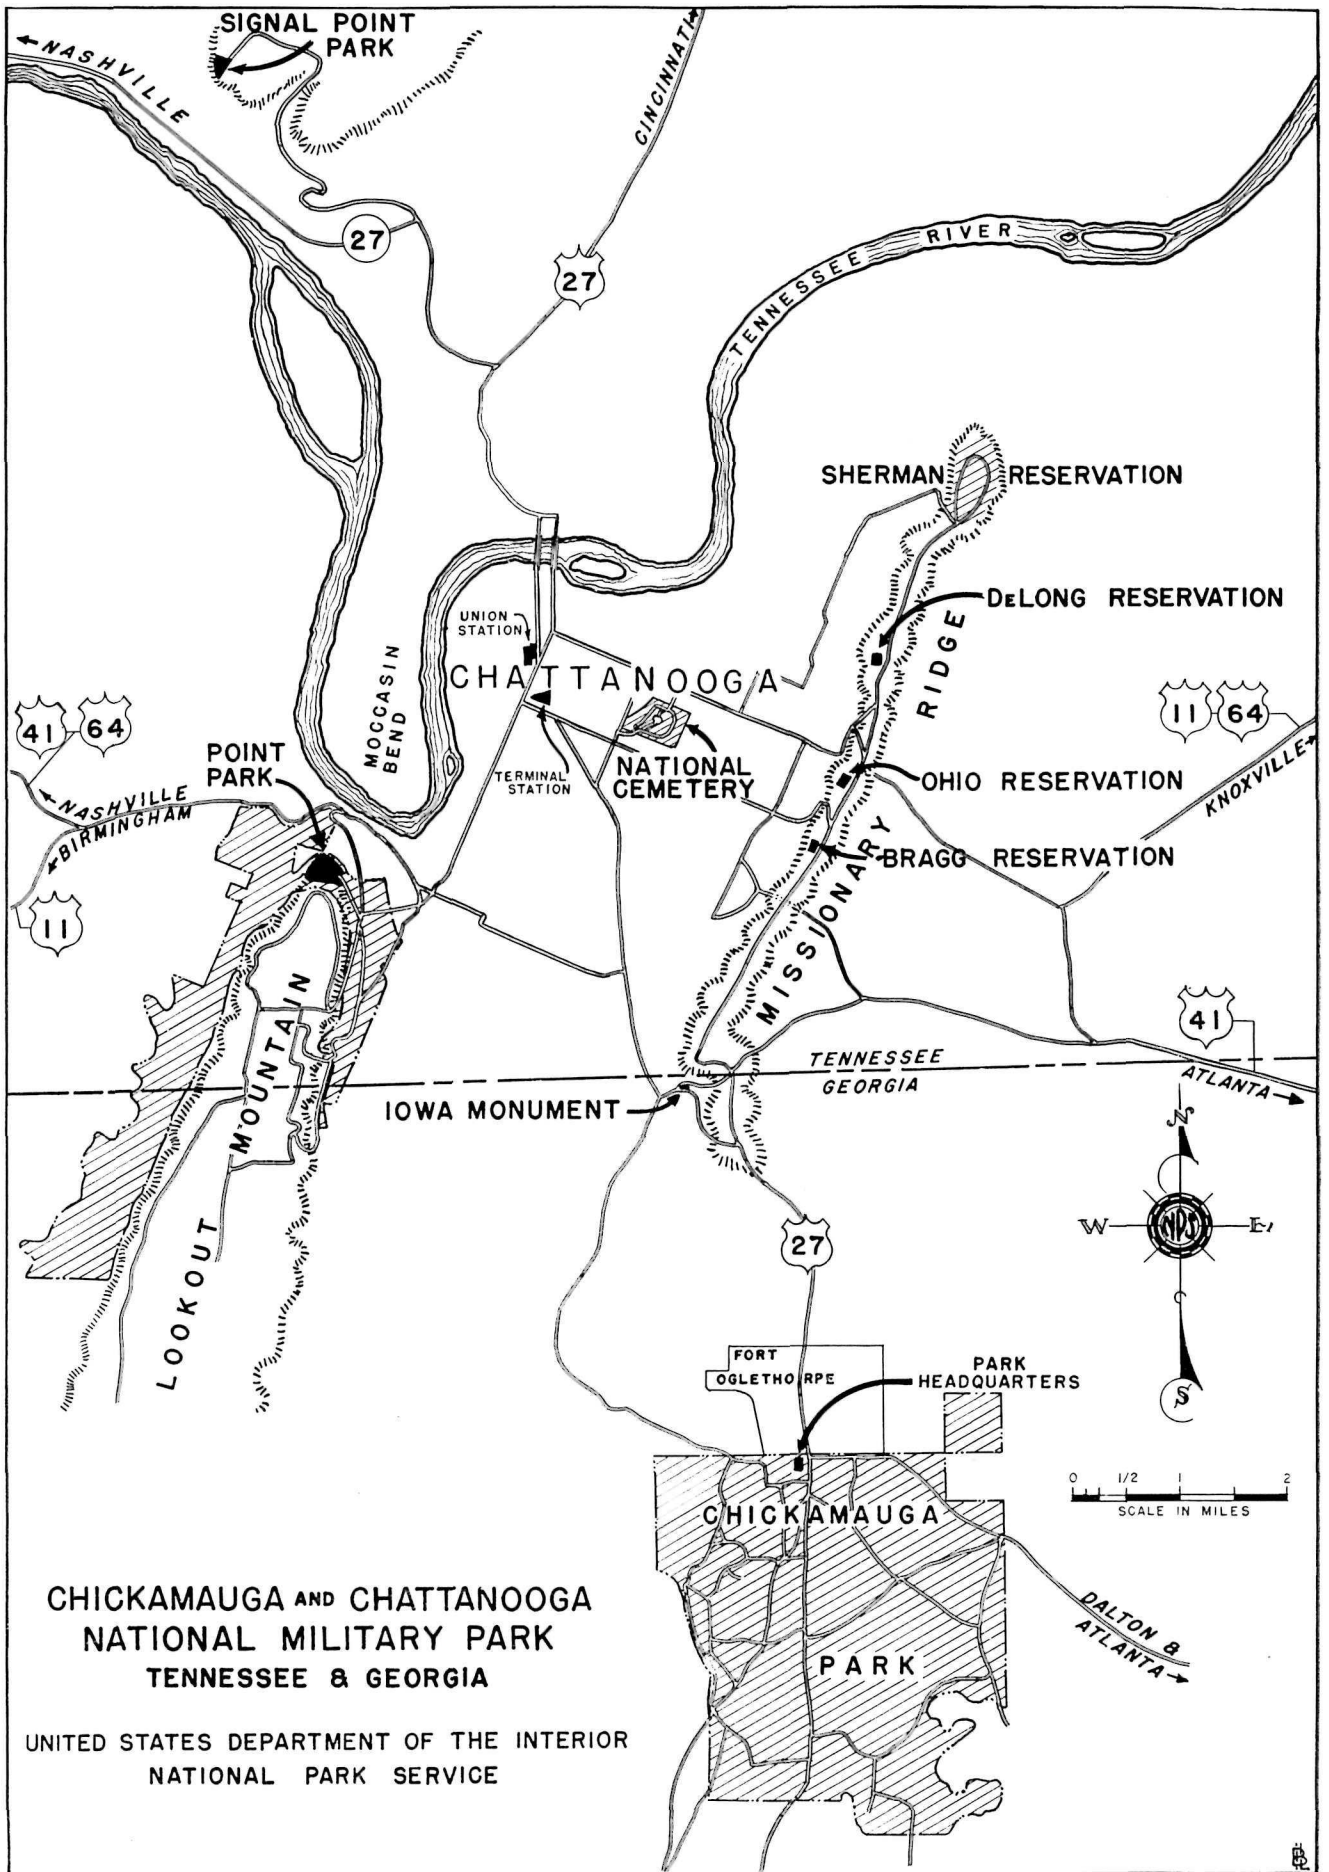 SIGNAL POINT
PARK
NASHVILLE
CINCINNATI
27
27
TENNESSEE RIVER
SHERMAN RESERVATION
DeLONG RESERVATION
UNION
STATION
CHATTANOOGA
MOCCASIN
BEND
RIDGE
41
64
11
64
POINT
PARK
TERMINAL
STATION
NATIONAL
CEMETERY
OHIO RESERVATION
KNOXVILLE
NASHVILLE
BIRMINGHAM
BRAGG RESERVATION
MISSIONARY
11
41
TENNESSEE
GEORGIA
ATLANTA
IOWA MONUMENT
LOOKOUT MOUNTAIN
N
W
NPS
E
S
27
FORT
OGLETHORPE
PARK
HEADQUARTERS
0 1/2 1 2
SCALE IN MILES
CHICKAMAUGA
PARK
DALTON &
ATLANTA
CHICKAMAUGA AND CHATTANOOGA
NATIONAL MILITARY PARK
TENNESSEE & GEORGIA
UNITED STATES DEPARTMENT OF THE INTERIOR
NATIONAL PARK SERVICE